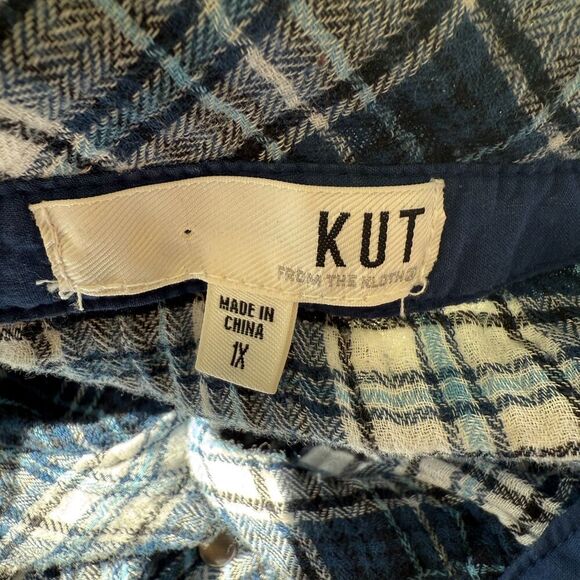 KUT
FROM THE KLOTH®
MADE IN
CHINA
1X